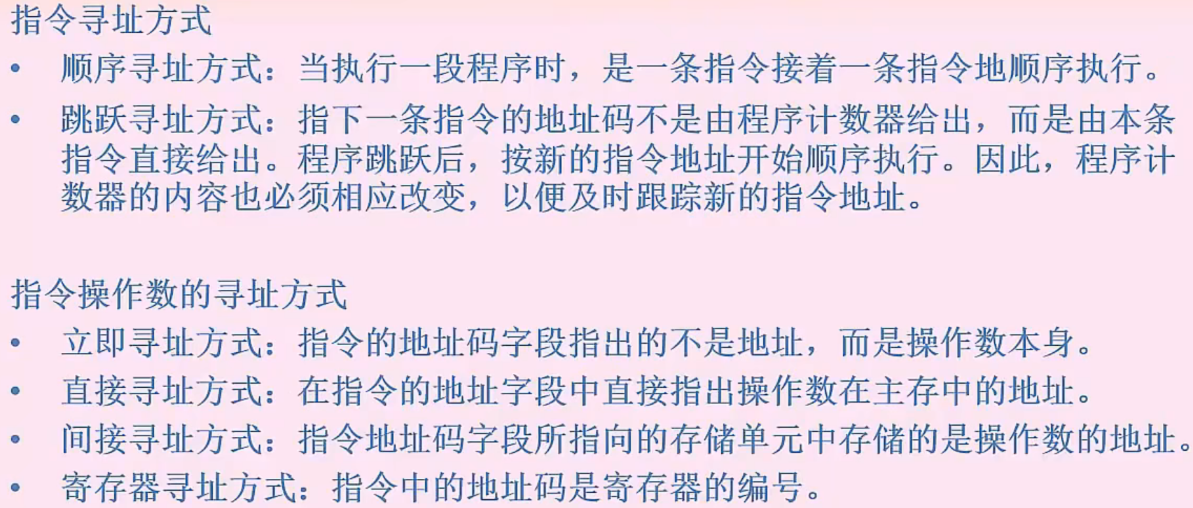 指令寻址方式
• 顺序寻址方式：当执行一段程序时，是一条指令接着一条指令地顺序执行。
• 跳跃寻址方式：指下一条指令的地址码不是由程序计数器给出，而是由本条
指令直接给出。程序跳跃后，按新的指令地址开始顺序执行。因此，程序计
数器的内容也必须相应改变，以便及时跟踪新的指令地址。
指令操作数的寻址方式
• 立即寻址方式：指令的地址码字段指出的不是地址，而是操作数本身。
• 直接寻址方式：在指令的地址字段中直接指出操作数在主存中的地址。
• 间接寻址方式：指令地址码字段所指向的存储单元中存储的是操作数的地址。
• 寄存器寻址方式：指令中的地址码是寄存器的编号。